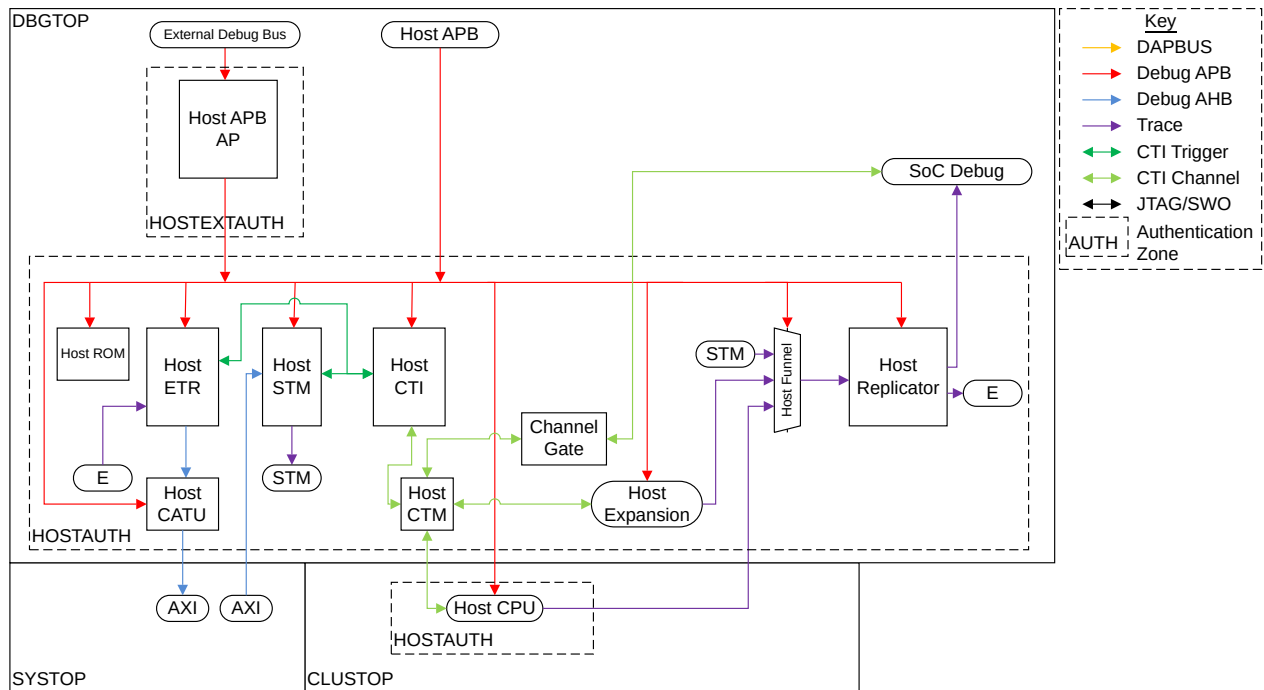 DBGTOP
External Debug Bus
Host APB
Host APB
AP
HOSTEXTAUTH
SoC Debug
Host ROM
Host
ETR
Host
STM
Host
CTI
STM
Host Funnel
Host
Replicator
E
Channel
Gate
E
STM
Host
CATU
Host
CTM
Host
Expansion
HOSTAUTH
AXI
AXI
Host CPU
HOSTAUTH
SYSTOP
CLUSTOP
Key
DAPBUS
Debug APB
Debug AHB
Trace
CTI Trigger
CTI Channel
JTAG/SWO
AUTH
Authentication
Zone